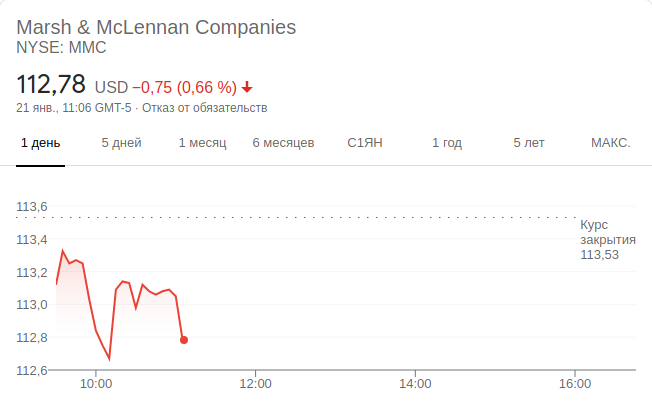 Marsh & McLennan Companies
NYSE: MMC
112,78 USD −0,75 (0,66 %)
21 янв., 11:06 GMT-5 · Отказ от обязательств
1 день 5 дней 1 месяц 6 месяцев С1ЯН 1 год 5 лет МАКС.
113,6
Курс
закрытия
113,53
113,4
113,2
113,0
112,8
112,6
10:00 12:00 14:00 16:00